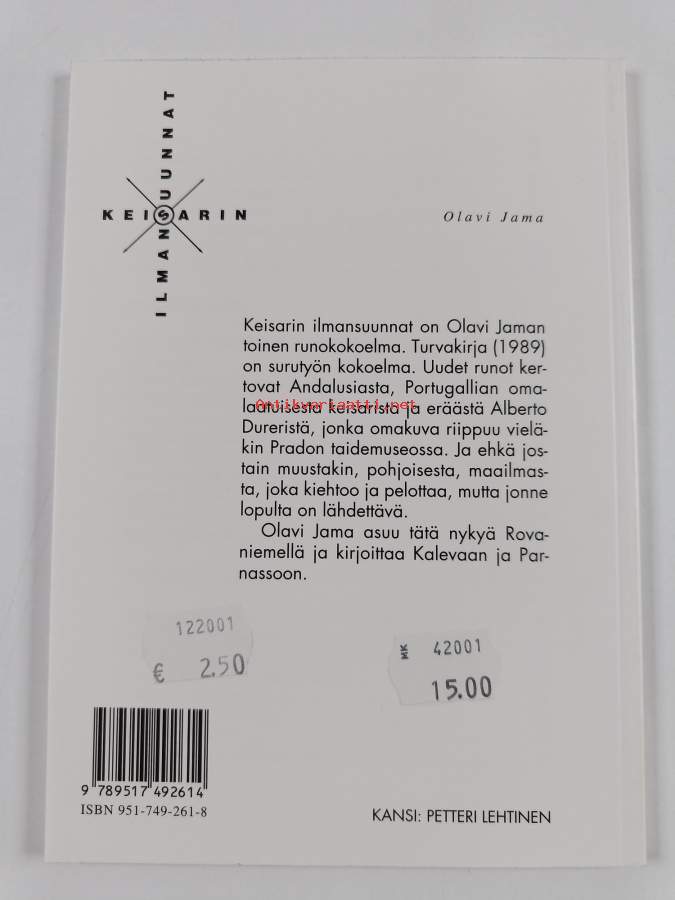 ILMANSUUNNAT
KEISARIN
Olavi Jama
Keisarin ilmansuunnat on Olavi Jaman
toinen runokokoelma. Turvakirja (1989)
on surutyön kokoelma. Uudet runot ker-
tovat Andalusiasta, Portugallian oma-
laatuisesta keisarista ja eräästä Alberto
Antikvariaatti.net
Dureristä, jonka omakuva riippuu vielä-
kin Pradon taidemuseossa. Ja ehkä jos-
tain muustakin, pohjoisesta, maailmas-
ta, joka kiehtoo ja pelottaa, mutta jonne
lopulta on lähdettävä.
Olavi Jama asuu tätä nykyä Rova-
niemellä ja kirjoittaa Kalevaan ja Par-
nassoon.
122001
€ 2.50
MK 42001
15.00
9 789517 492614
ISBN 951-749-261-8
KANSI: PETTERI LEHTINEN